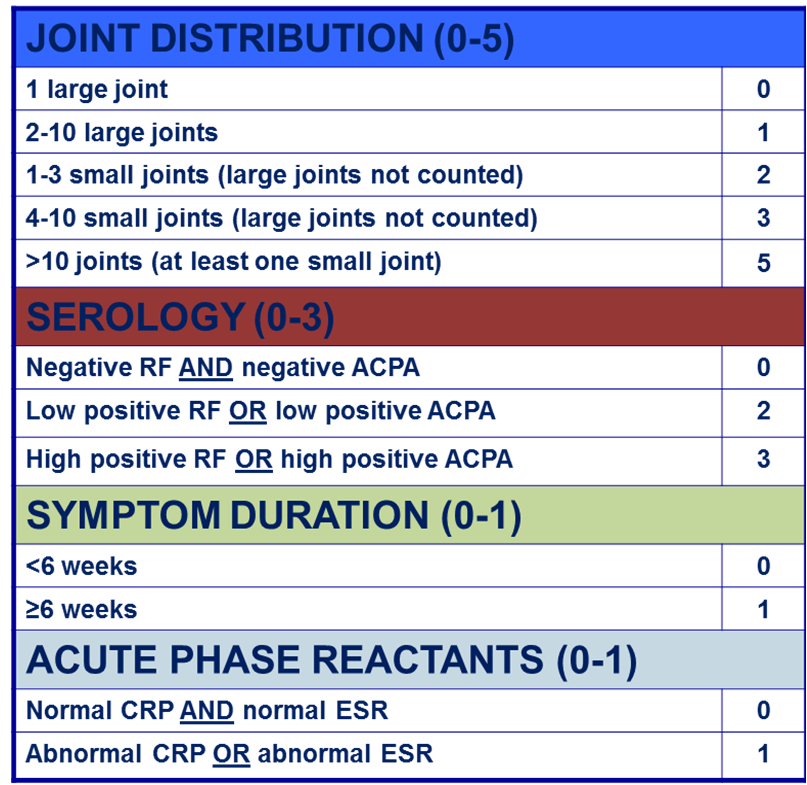 JOINT DISTRIBUTION (0-5)
1 large joint 0
2-10 large joints 1
1-3 small joints (large joints not counted) 2
4-10 small joints (large joints not counted) 3
>10 joints (at least one small joint) 5
SEROLOGY (0-3)
Negative RF AND negative ACPA 0
Low positive RF OR low positive ACPA 2
High positive RF OR high positive ACPA 3
SYMPTOM DURATION (0-1)
<6 weeks 0
≥6 weeks 1
ACUTE PHASE REACTANTS (0-1)
Normal CRP AND normal ESR 0
Abnormal CRP OR abnormal ESR 1